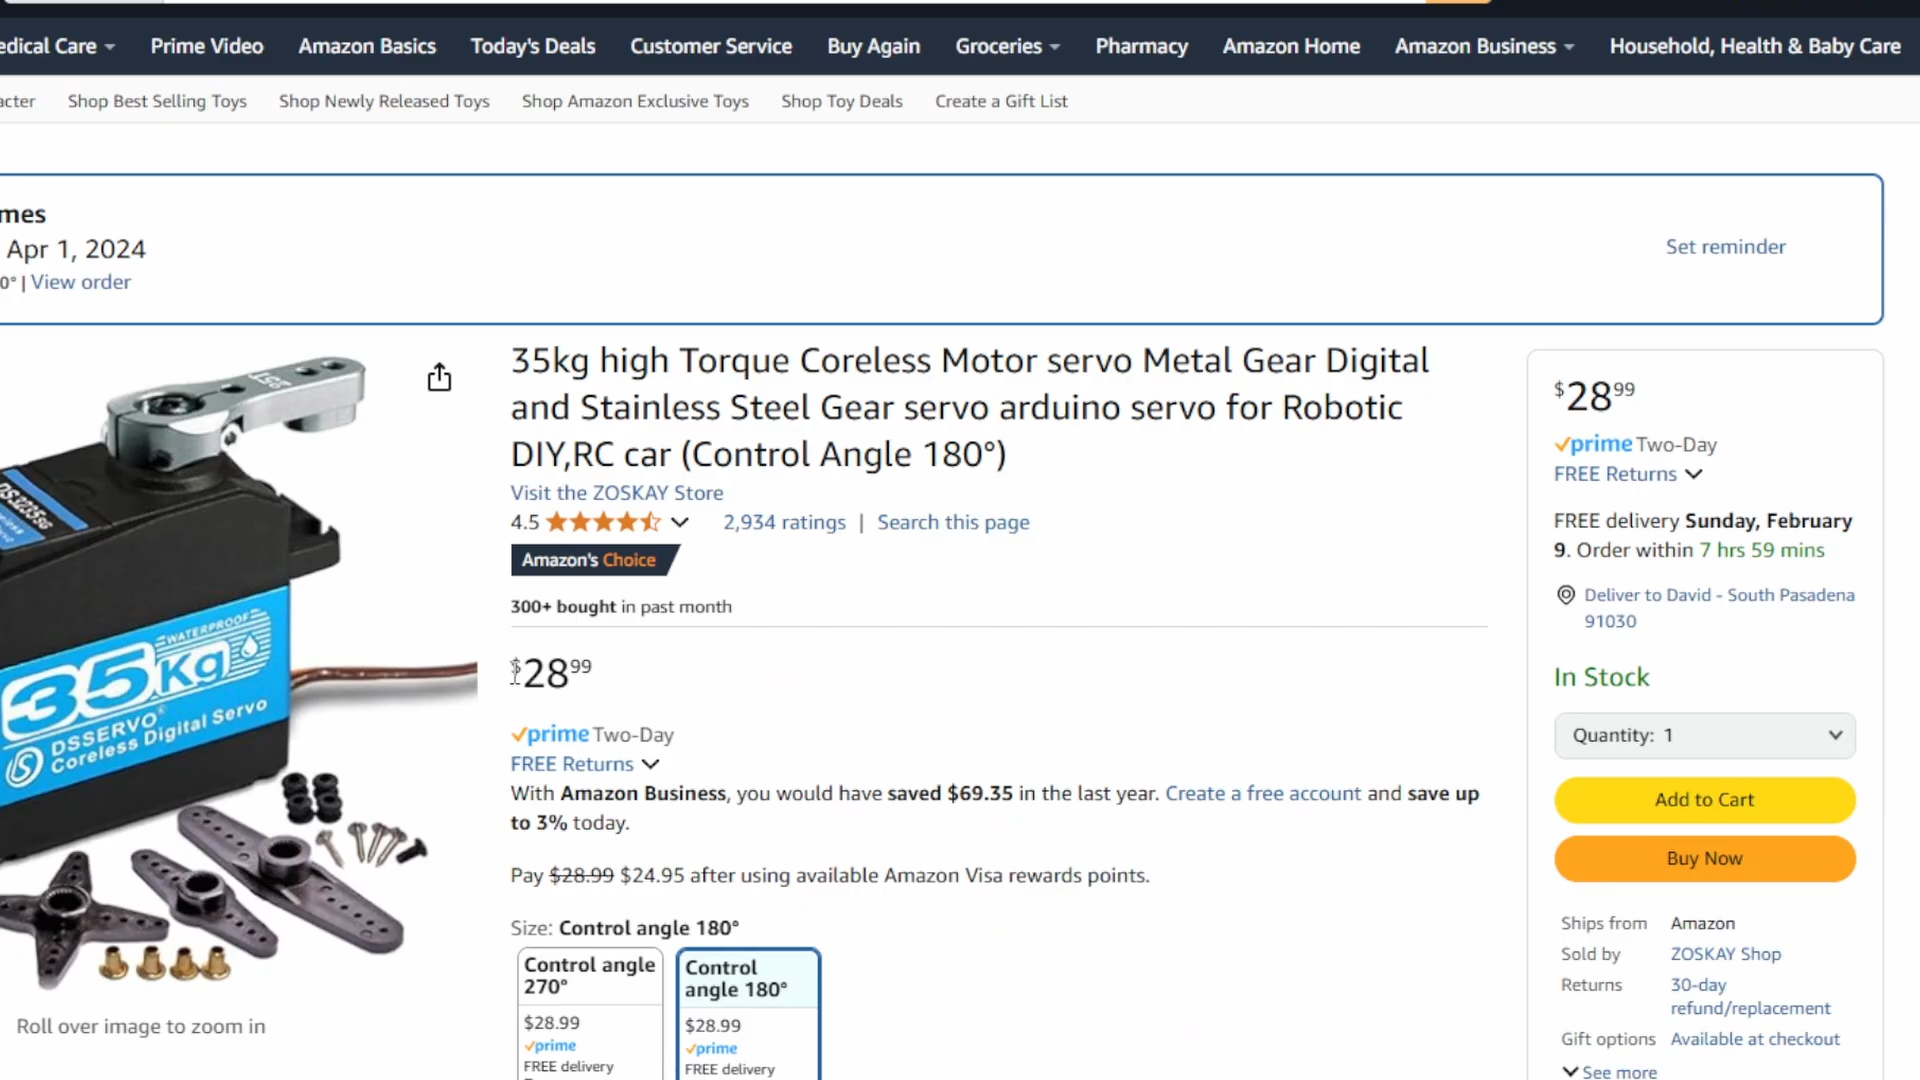 edical Care Prime Video Amazon Basics Today's Deals Customer Service Buy Again Groceries Pharmacy Amazon Home Amazon Business Household, Health & Baby Care
acter Shop Best Selling Toys Shop Newly Released Toys Shop Amazon Exclusive Toys Shop Toy Deals Create a Gift List
mes
Apr 1, 2024
0° | View order
Set reminder
25T
DS3235SG
WATERPROOF
35Kg
DSSERVO®
Coreless Digital Servo
Roll over image to zoom in
35kg high Torque Coreless Motor servo Metal Gear Digital
and Stainless Steel Gear servo arduino servo for Robotic
DIY,RC car (Control Angle 180°)
Visit the ZOSKAY Store
4.5 2,934 ratings | Search this page
Amazon's Choice
300+ bought in past month
$28 99
prime Two-Day
FREE Returns
With Amazon Business, you would have saved $69.35 in the last year. Create a free account and save up
to 3% today.
Pay $28.99 $24.95 after using available Amazon Visa rewards points.
Size: Control angle 180°
Control angle
270°
$28.99
prime
FREE delivery
Control
angle 180°
$28.99
prime
FREE delivery
$28 99
prime Two-Day
FREE Returns
FREE delivery Sunday, February
9. Order within 7 hrs 59 mins
Deliver to David - South Pasadena
91030
In Stock
Quantity: 1
Add to Cart
Buy Now
Ships from Amazon
Sold by ZOSKAY Shop
Returns 30-day
refund/replacement
Gift options Available at checkout
See more